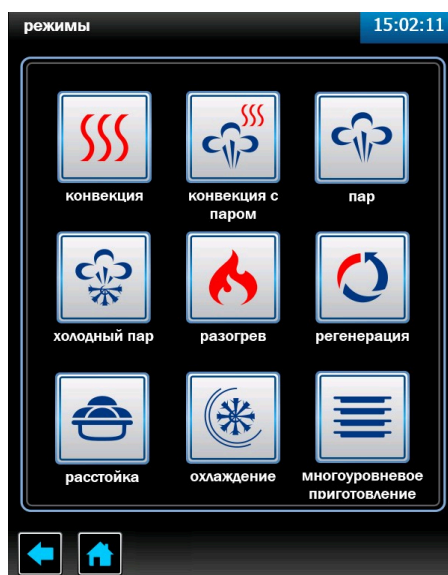 режимы 15:02:11
конвекция
конвекция с
паром
пар
холодный пар
разогрев
регенерация
расстойка
охлаждение
многоуровневое
приготовление